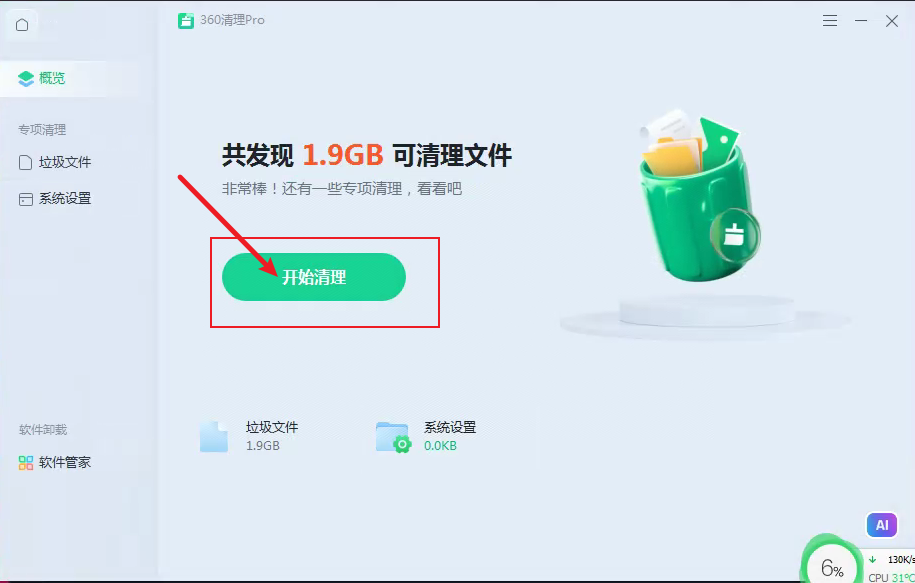 360清理Pro
概览
专项清理
垃圾文件
系统设置
共发现 1.9GB 可清理文件
非常棒！还有一些专项清理，看看吧
开始清理
垃圾文件
1.9GB
系统设置
0.0KB
软件卸载
软件管家
AI
6%
130K/s
CPU 31°C